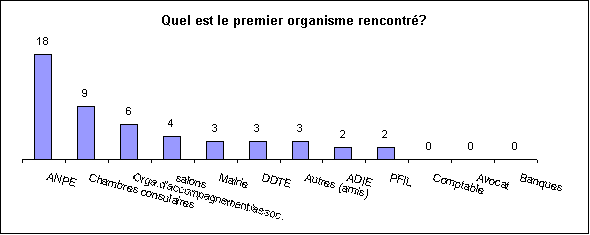 Quel est le premier organisme rencontré?
18
9
6
4
3
3
3
2
2
0
0
0
ANPE
Chambres consulaires
Orga.d'accompagnement/assoc.
salons
Mairie
DDTE
Autres (amis)
ADIE
PFIL
Comptable
Avocat
Banques